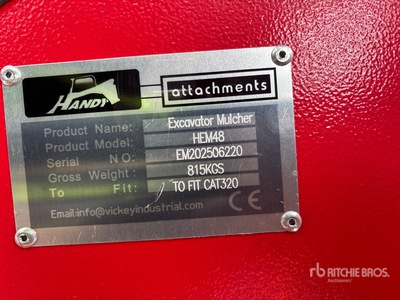 HANDY attachments
Product Name: Excavator Mulcher
Product Model: HEM48
Serial NO: EM202506220
Gross Weight: 815KGS
To Fit: TO FIT CAT320
Email:info@vickeyindustrial.com CE
rb RITCHIE BROS.
Auctioneers